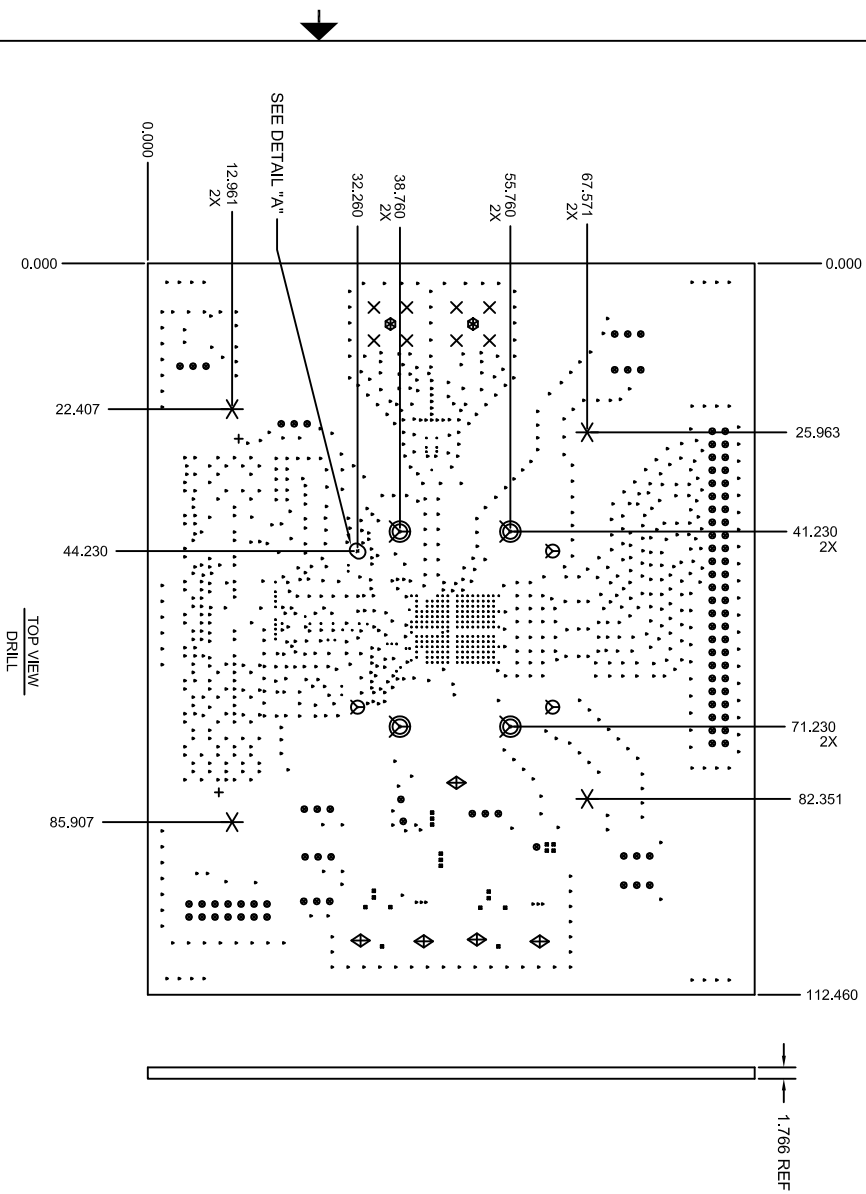 0.000
12.961
2X
SEE DETAIL "A"
32.260
38.760
2X
55.760
2X
67.571
2X
0.000
0.000
22.407
25.963
44.230
41.230
2X
TOP VIEW
DRILL
71.230
2X
85.907
82.351
112.460
1.766 REF